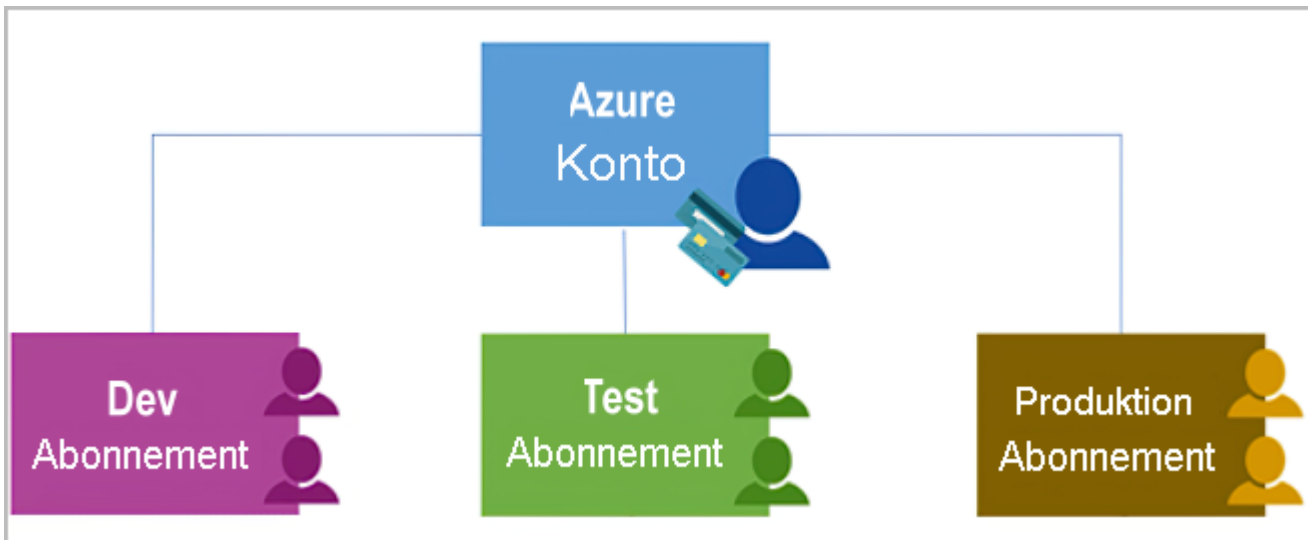 Azure
Konto
Dev
Abonnement
Test
Abonnement
Produktion
Abonnement